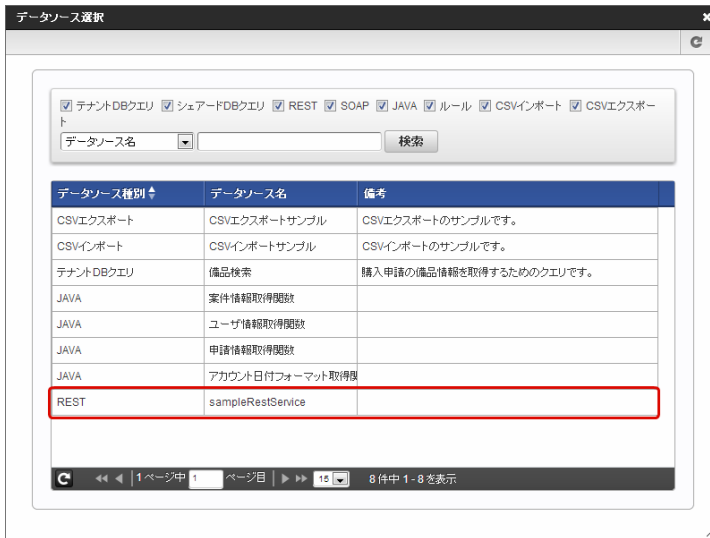 データソース選択
テナントDBクエリ シェアードDBクエリ REST SOAP JAVA ルール CSVインポート CSVエクスポー
ト
データソース名 検索
データソース種別 データソース名 備考
CSVエクスポート CSVエクスポートサンプル CSVエクスポートのサンプルです。
CSVインポート CSVインポートサンプル CSVインポートのサンプルです。
テナントDBクエリ 備品検索 購入申請の備品情報を取得するためのクエリです。
JAVA 案件情報取得関数
JAVA ユーザ情報取得関数
JAVA 申請情報取得関数
JAVA アカウント日付フォーマット取得関
REST sampleRestService
1 ページ中 1 ページ目 15 8 件中 1 - 8 を表示